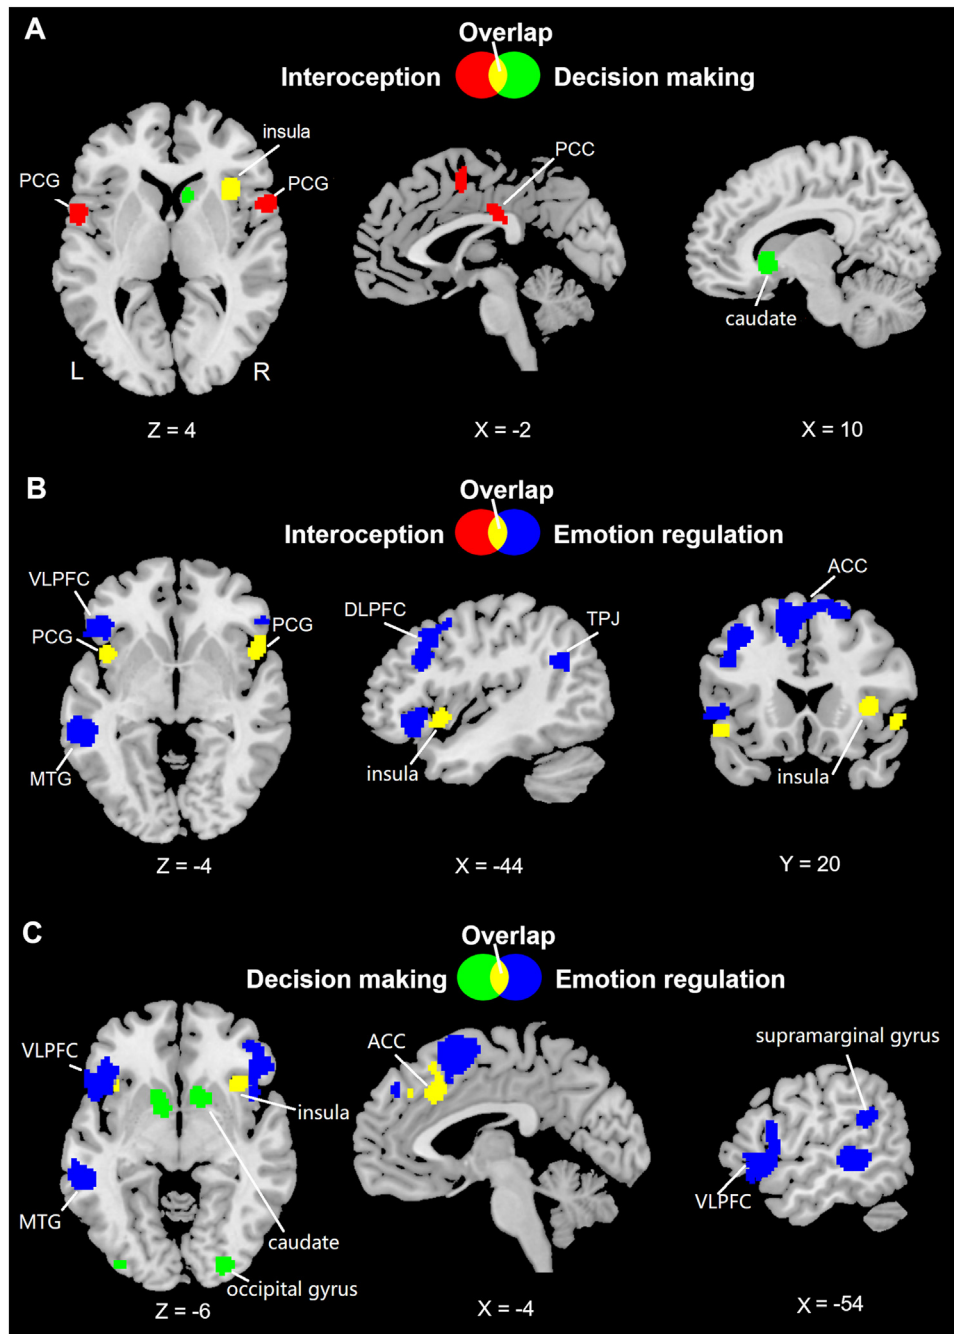 A
Overlap
Interoception
Decision making
insula
PCG
PCG
PCC
caudate
L
R
Z = 4
X = -2
X = 10
B
Overlap
Interoception
Emotion regulation
VLPFC
PCG
PCG
MTG
DLPFC
TPJ
insula
ACC
insula
Z = -4
X = -44
Y = 20
C
Overlap
Decision making
Emotion regulation
VLPFC
insula
MTG
caudate
occipital gyrus
ACC
supramarginal gyrus
VLPFC
Z = -6
X = -4
X = -54